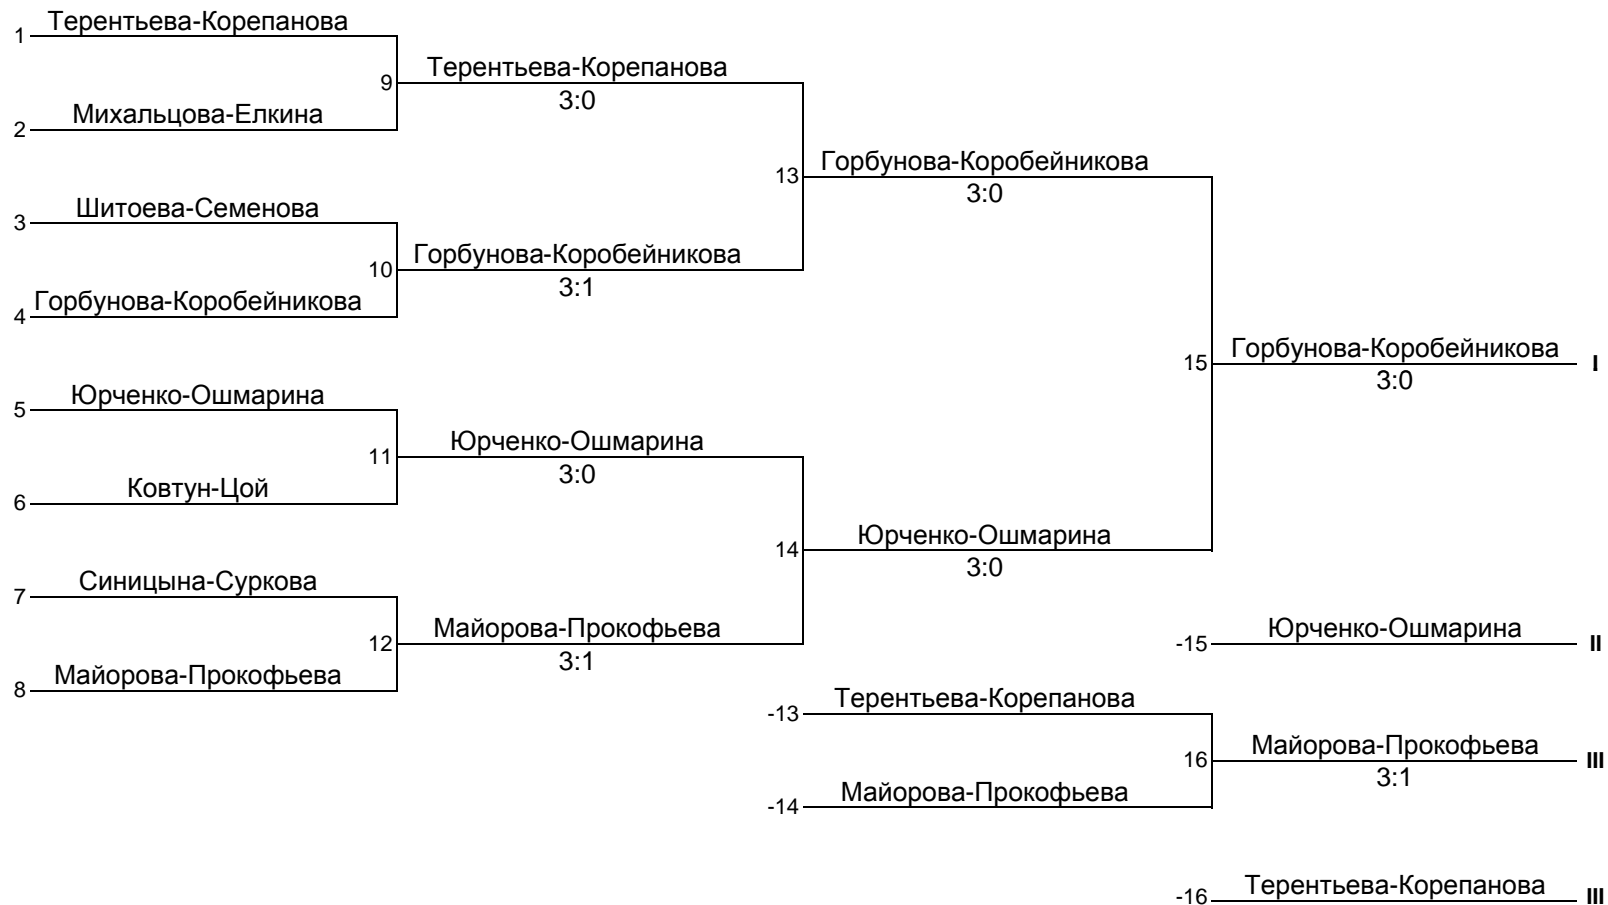 Терентьева-Корепанова
1
Терентьева-Корепанова
9
3:0
Михальцова-Елкина
2
Горбунова-Коробейникова
13
3:0
Шитоева-Семенова
3
Горбунова-Коробейникова
10
3:1
Горбунова-Коробейникова
4
Горбунова-Коробейникова
15
I
3:0
Юрченко-Ошмарина
5
Юрченко-Ошмарина
11
3:0
Ковтун-Цой
6
Юрченко-Ошмарина
14
3:0
Синицына-Суркова
7
Майорова-Прокофьева
12
3:1
Юрченко-Ошмарина
-15
II
Майорова-Прокофьева
8
Терентьева-Корепанова
-13
Майорова-Прокофьева
16
III
3:1
Майорова-Прокофьева
-14
Терентьева-Корепанова
-16
III